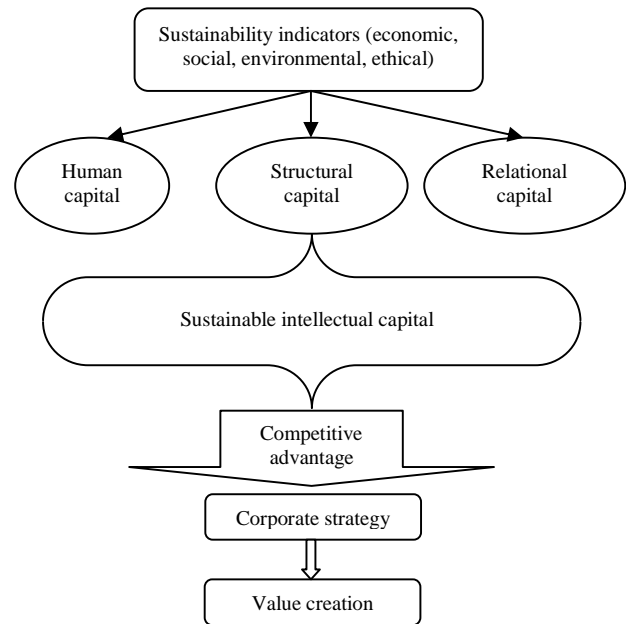 Sustainability indicators (economic,
social, environmental, ethical)
Human
capital
Structural
capital
Relational
capital
Sustainable intellectual capital
Competitive
advantage
Corporate strategy
Value creation